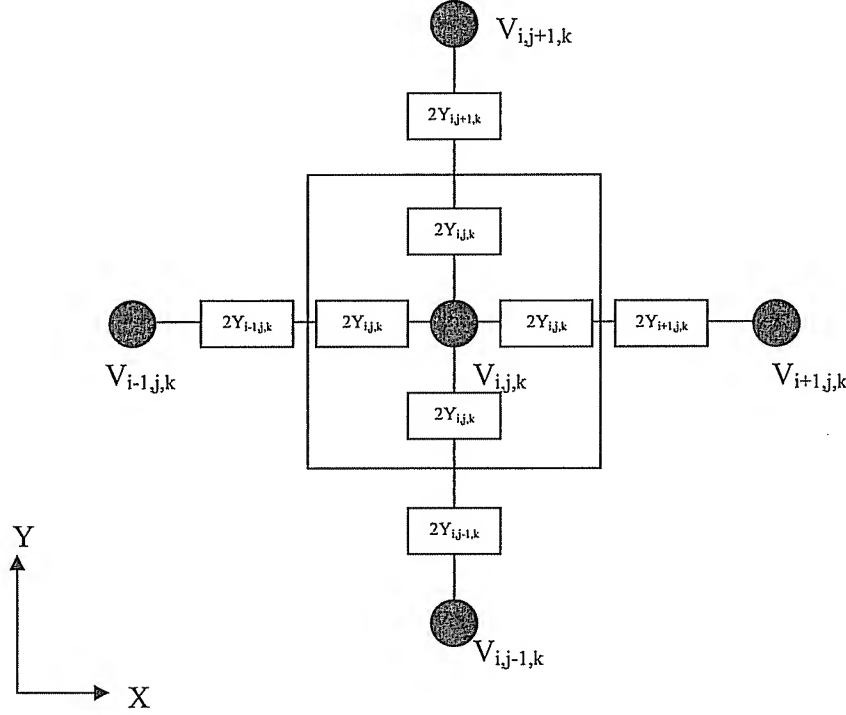 V_{i,j+1,k}
2Y_{i,j+1,k}
2Y_{i,j,k}
2Y_{i-1,j,k} 2Y_{i,j,k} 2Y_{i,j,k} 2Y_{i+1,j,k}
V_{i-1,j,k} V_{i,j,k} V_{i+1,j,k}
2Y_{i,j,k}
2Y_{i,j-1,k}
Y
V_{i,j-1,k}
X